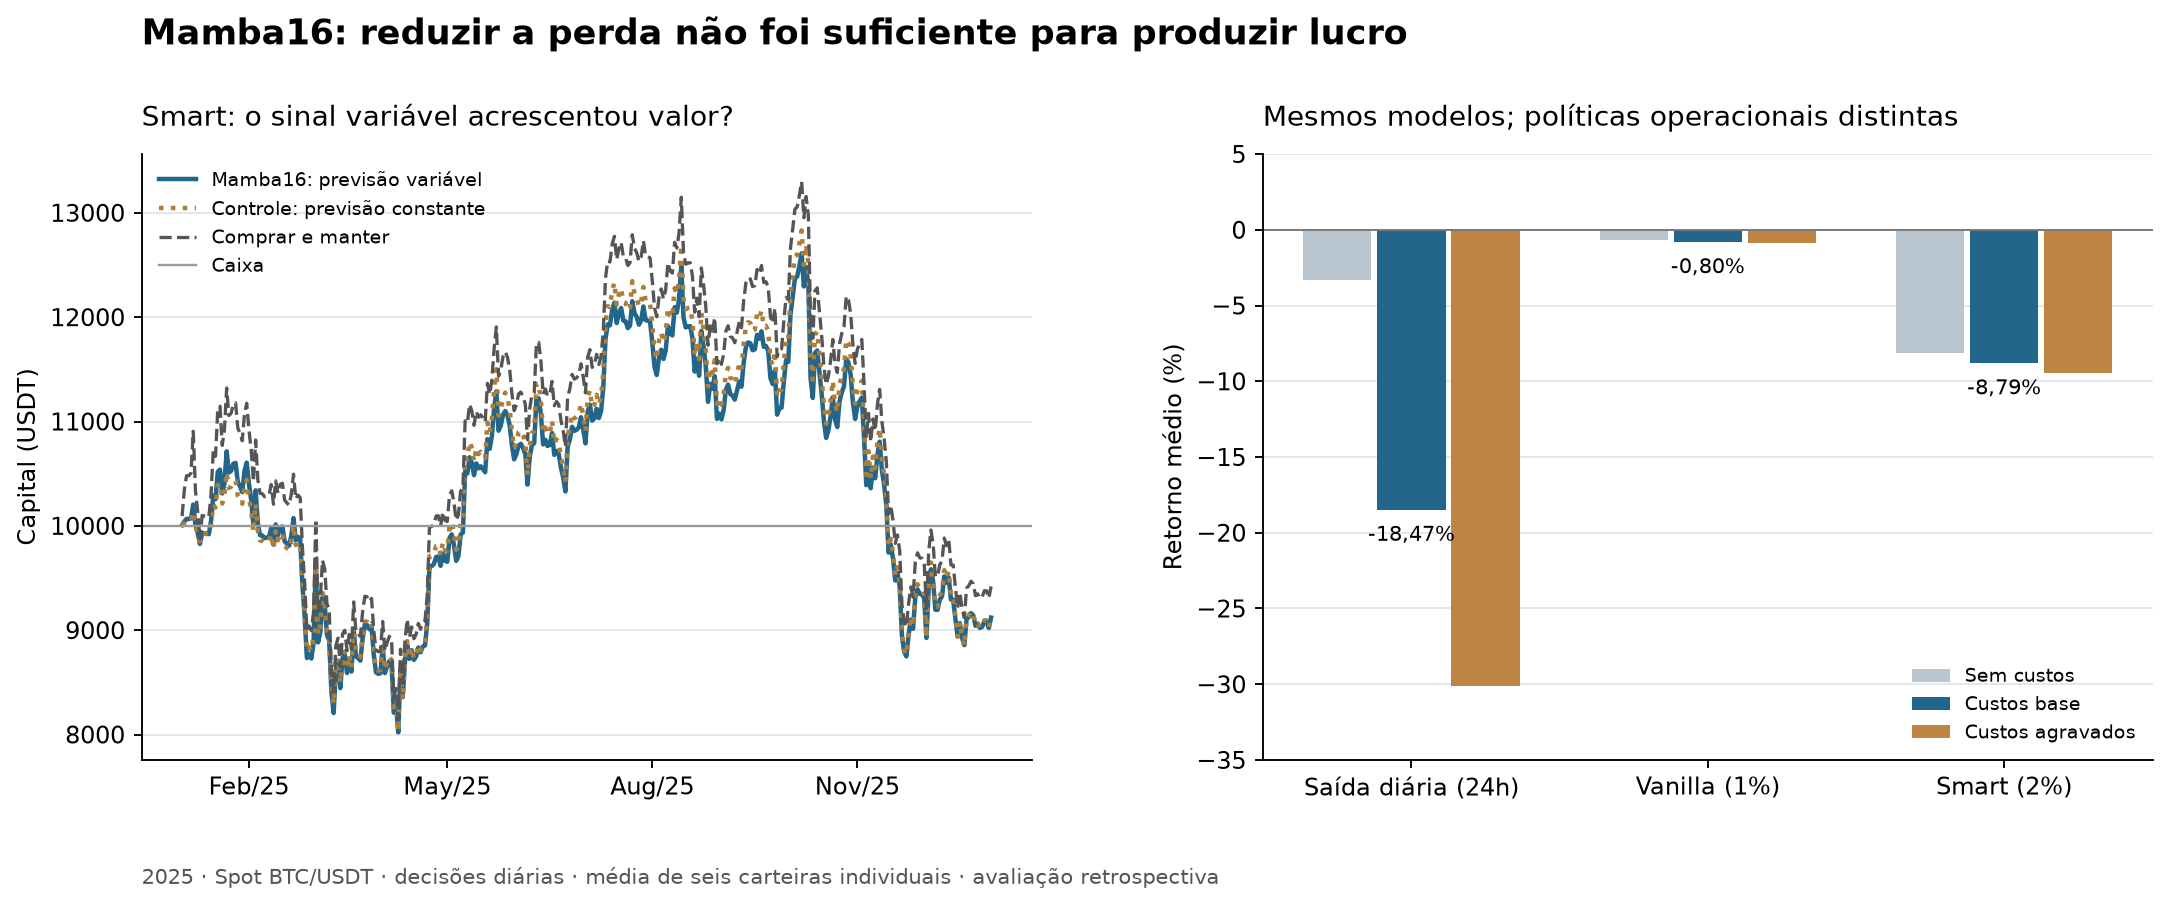 Mamba16: reduzir a perda não foi suficiente para produzir lucro
Smart: o sinal variável acrescentou valor?
Mamba16: previsão variável
Controle: previsão constante
Comprar e manter
Caixa
Capital (USDT)
13000
12000
11000
10000
9000
8000
Feb/25
May/25
Aug/25
Nov/25
Mesmos modelos; políticas operacionais distintas
Retorno médio (%)
5
0
−5
−10
−15
−20
−25
−30
−35
-18,47%
-0,80%
-8,79%
Sem custos
Custos base
Custos agravados
Saída diária (24h)
Vanilla (1%)
Smart (2%)
2025 · Spot BTC/USDT · decisões diárias · média de seis carteiras individuais · avaliação retrospectiva